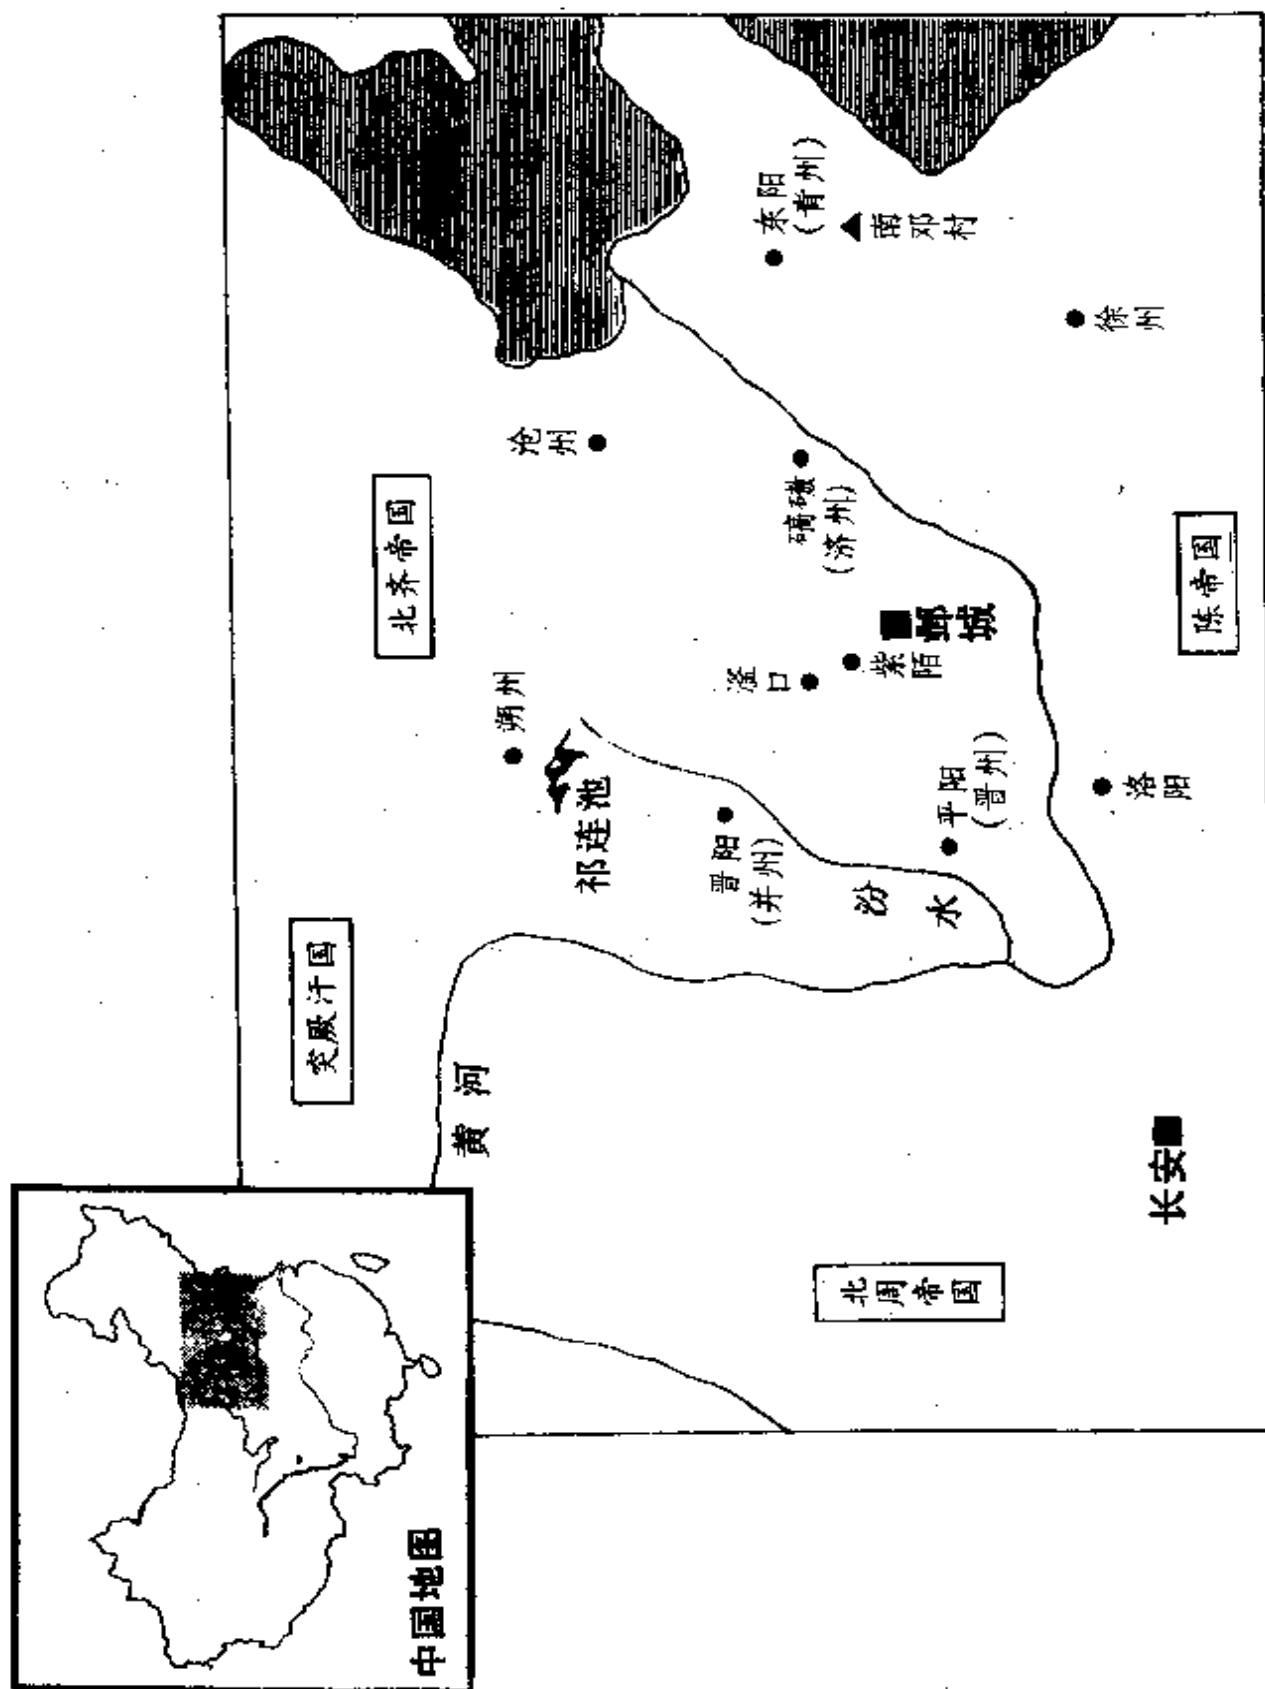 中国地图
突厥汗国
北齐帝国
北周帝国
陈帝国
黄河
汾水
祁连池
朔州
沧州
晋阳
(并州)
滏口
紫陌
邺城
碻磝
(济州)
东阳
(青州)
南邓村
徐州
平阳
(晋州)
洛阳
长安